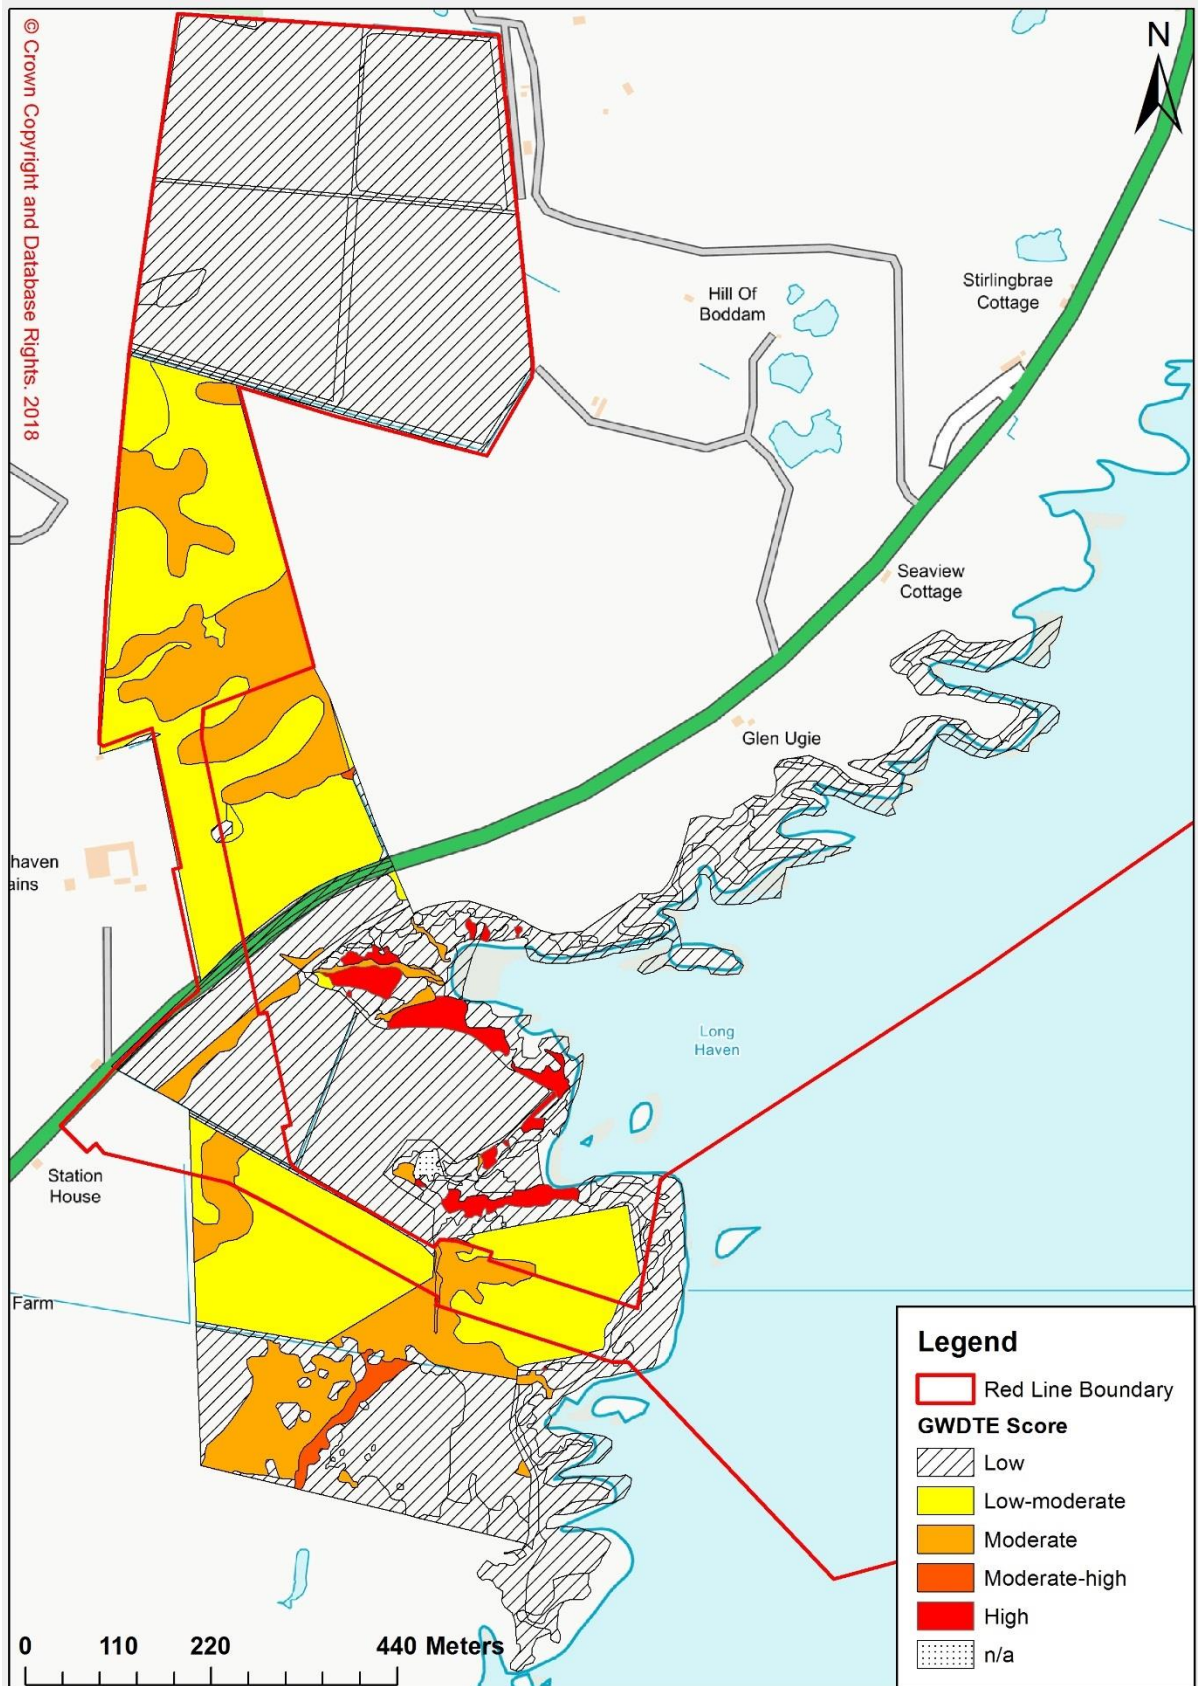 © Crown Copyright and Database Rights. 2018
N
Stirlingbrae
Cottage
Hill Of
Boddam
Seaview
Cottage
Glen Ugie
haven
ains
Long
Haven
Station
House
Farm
Legend
Red Line Boundary
GWDTE Score
Low
Low-moderate
Moderate
Moderate-high
High
n/a
0 110 220 440 Meters